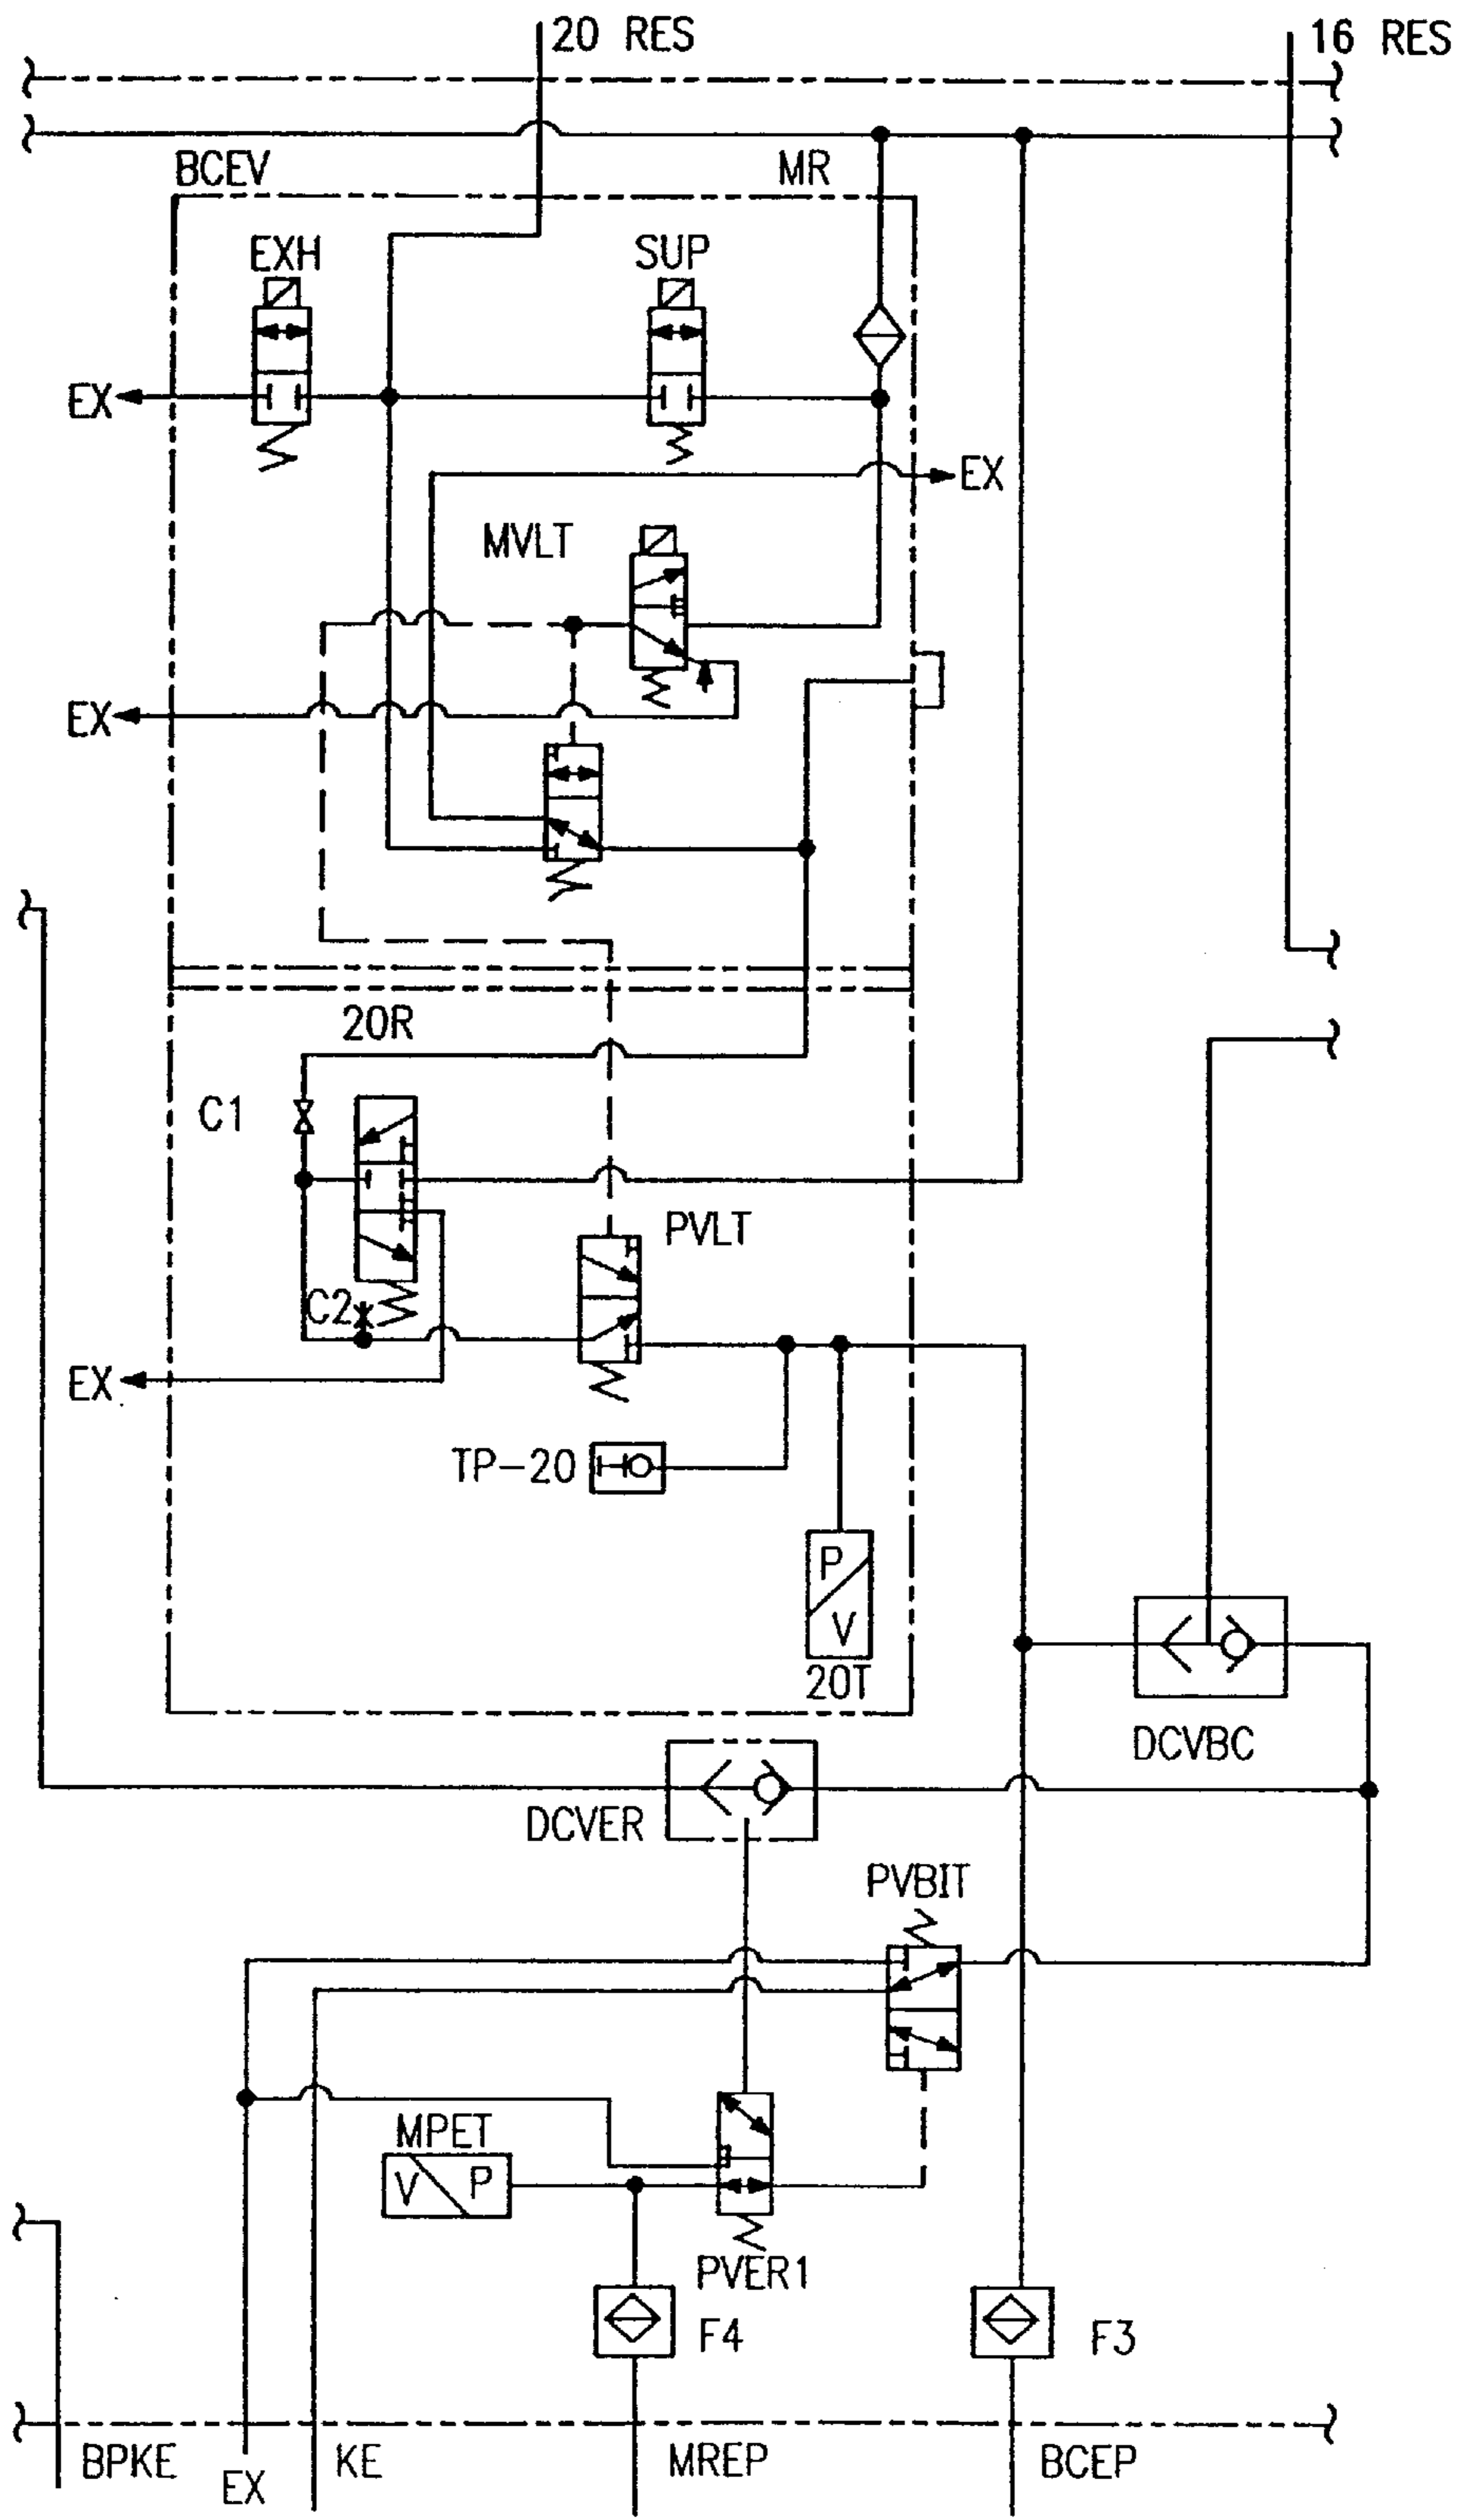 20 RES
16 RES
BCEV
MR
EXH
SUP
EX
EX
MVLT
EX
20R
C1
PVLT
C2
EX
TP-20
P
V
20T
DCVBC
DCVER
PVBIT
MPET
V P
PVER1
F4
F3
BPKE
EX
KE
MREP
BCEP